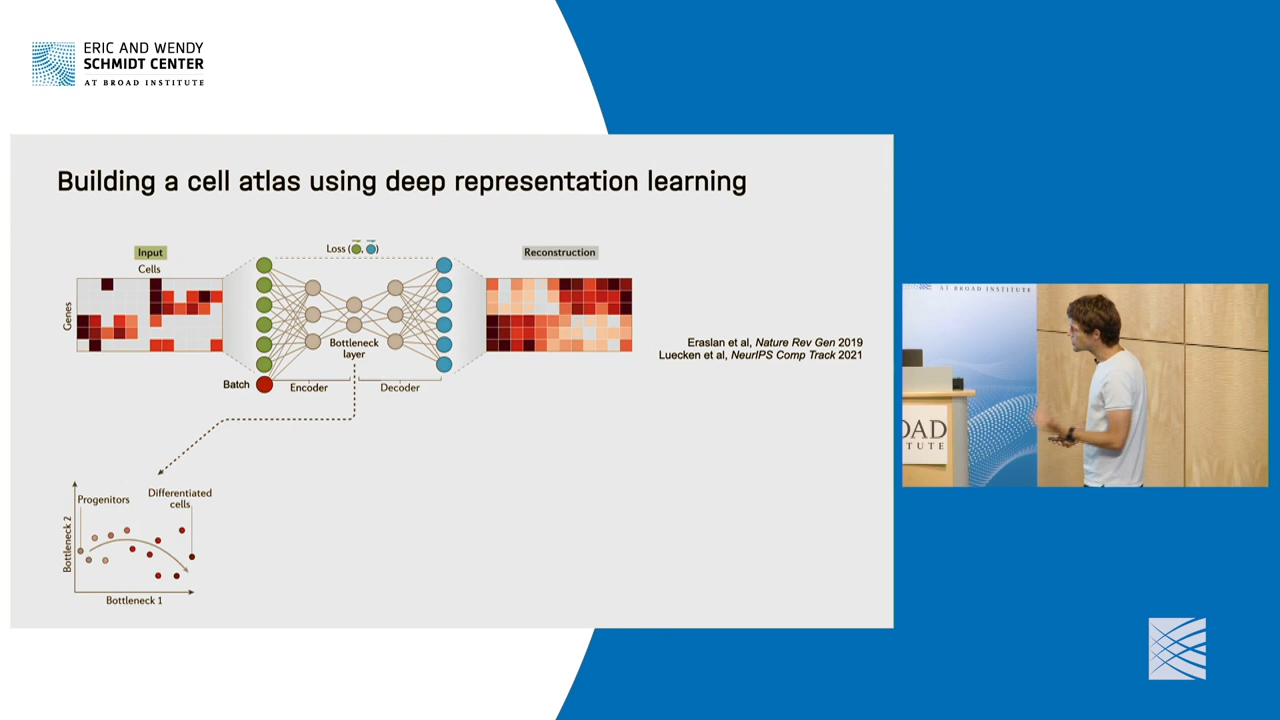 ERIC AND WENDY
SCHMIDT CENTER
AT BROAD INSTITUTE
Building a cell atlas using deep representation learning
Input
Cells
Genes
Loss ( , )
Reconstruction
Bottleneck
layer
Batch
Encoder
Decoder
Eraslan et al, Nature Rev Gen 2019
Luecken et al, NeurIPS Comp Track 2021
Progenitors
Differentiated
cells
Bottleneck 2
Bottleneck 1
AT BROAD INSTITUTE
OAD
TUTE